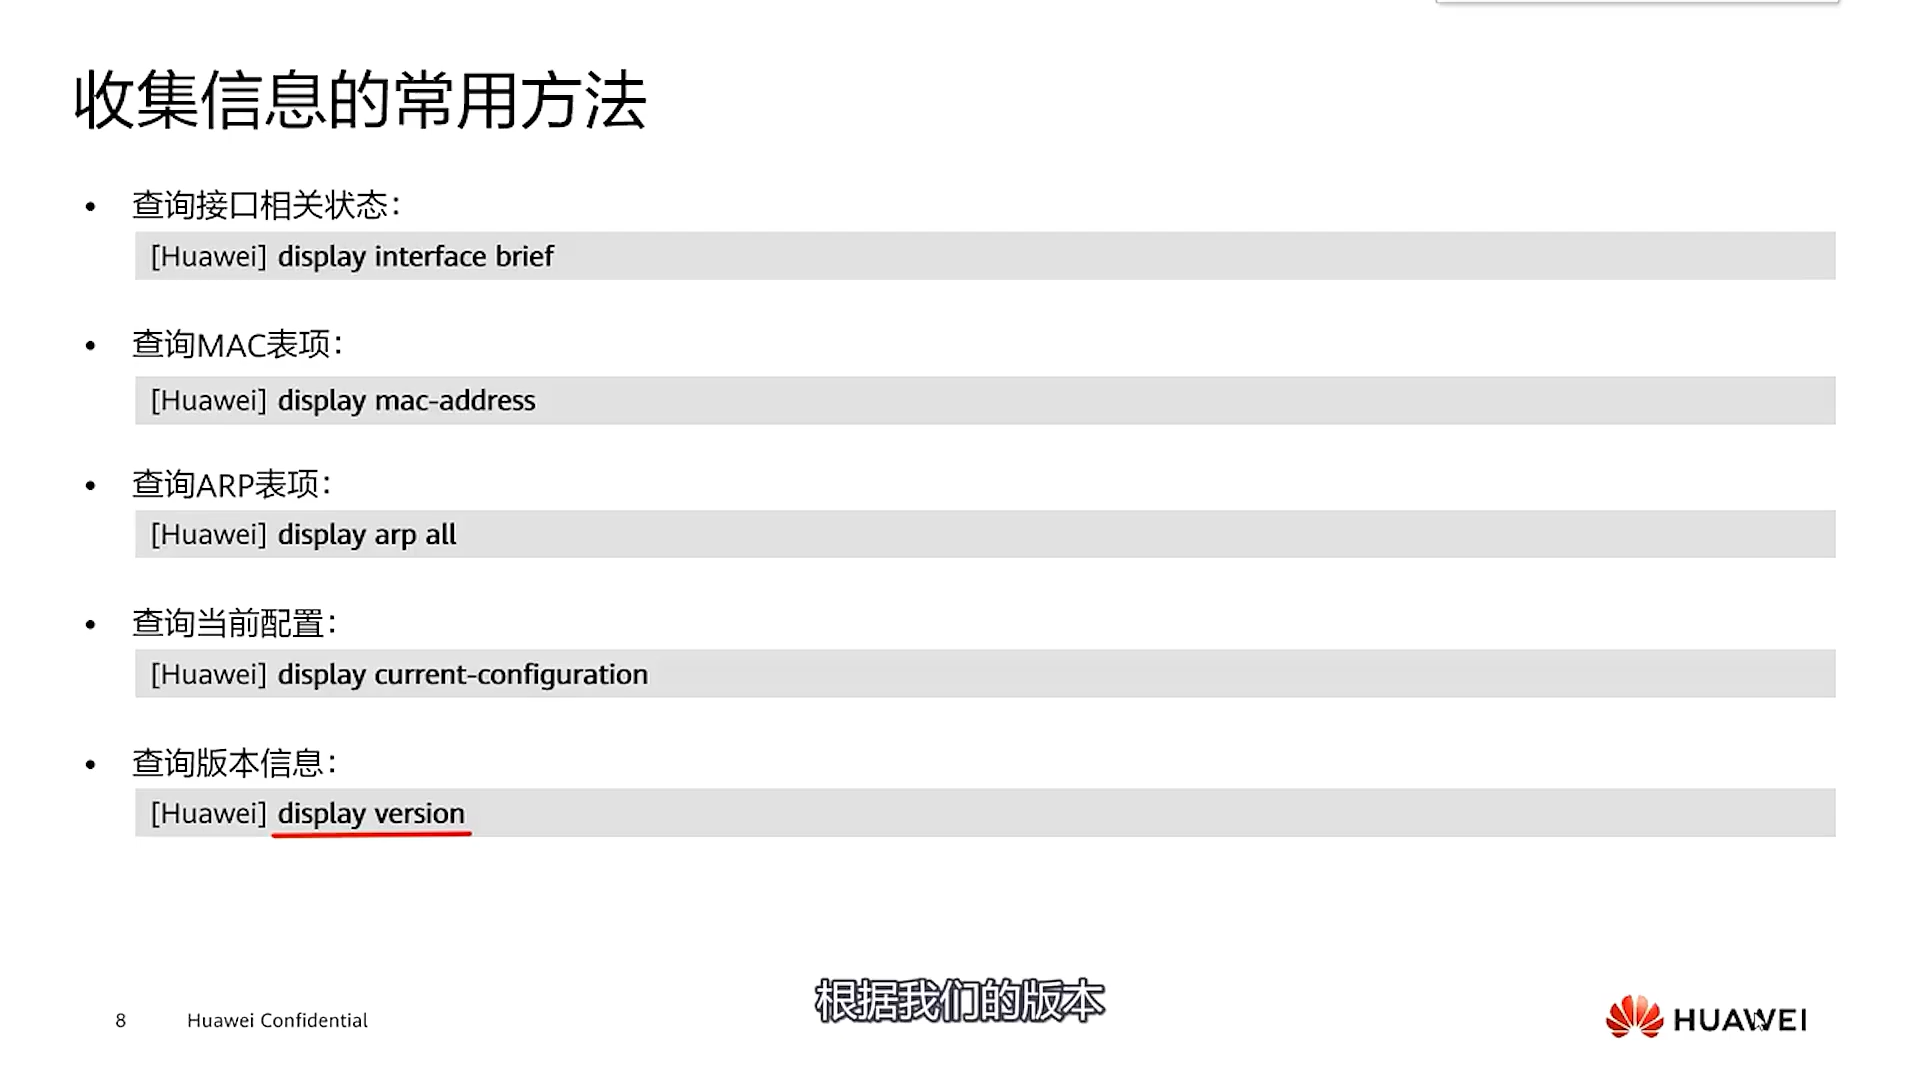 收集信息的常用方法
• 查询接口相关状态：
[Huawei] display interface brief
• 查询MAC表项：
[Huawei] display mac-address
• 查询ARP表项：
[Huawei] display arp all
• 查询当前配置：
[Huawei] display current-configuration
• 查询版本信息：
[Huawei] display version
根据我们的版本
8 Huawei Confidential
HUAWEI